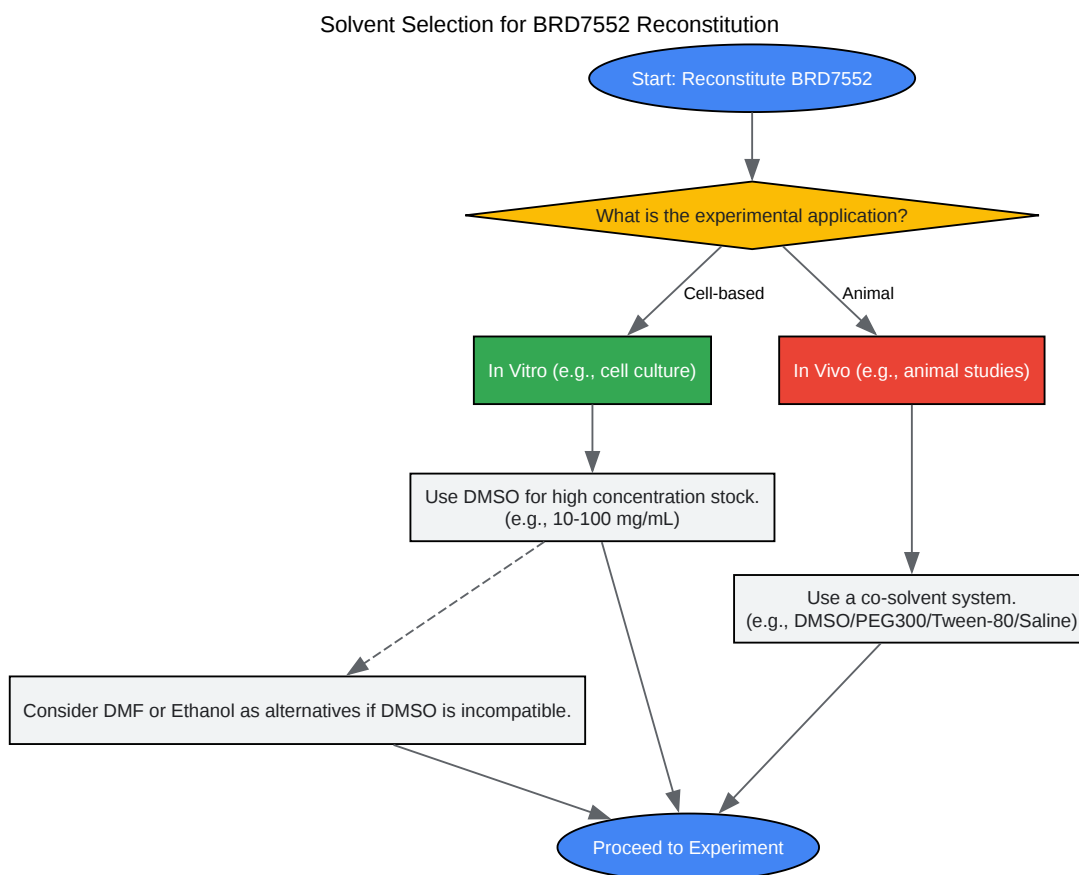 Solvent Selection for BRD7552 Reconstitution
Start: Reconstitute BRD7552
What is the experimental application?
Cell-based
Animal
In Vitro (e.g., cell culture)
In Vivo (e.g., animal studies)
Use DMSO for high concentration stock.
(e.g., 10-100 mg/mL)
Use a co-solvent system.
(e.g., DMSO/PEG300/Tween-80/Saline)
Consider DMF or Ethanol as alternatives if DMSO is incompatible.
Proceed to Experiment